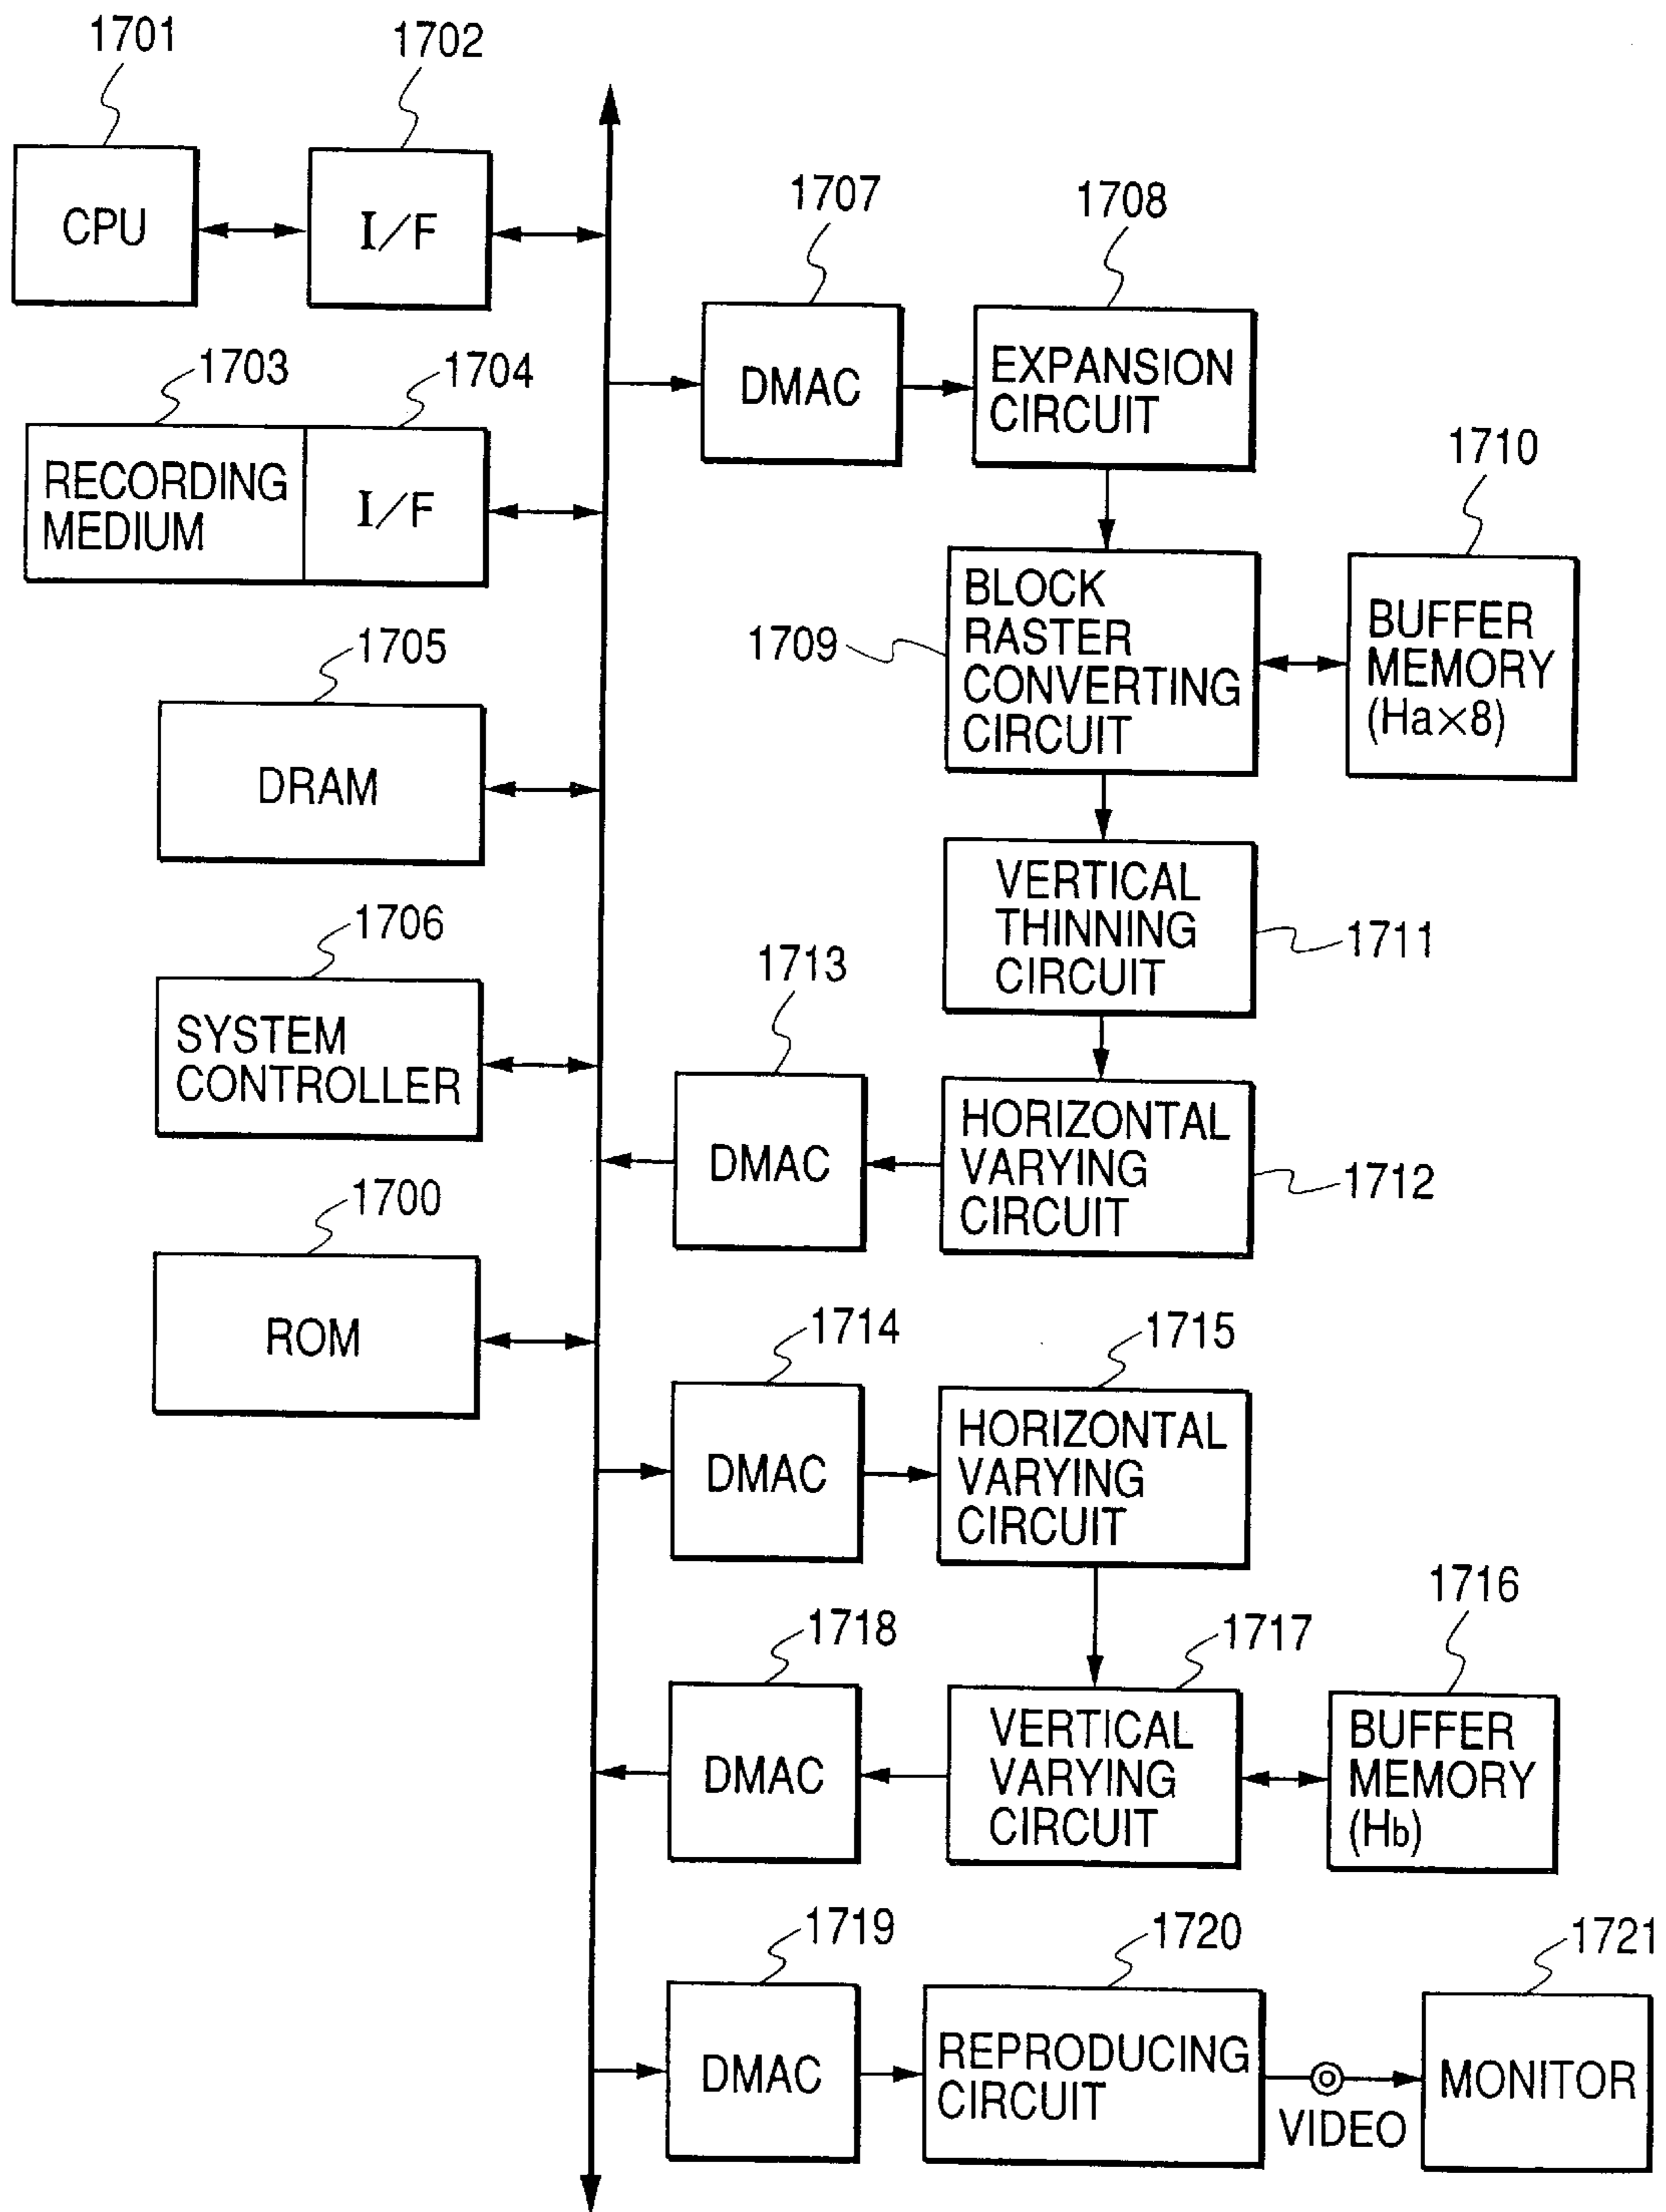 1701
1702
CPU
I/F
1707
1708
DMAC
EXPANSION
CIRCUIT
1703
1704
RECORDING
MEDIUM
I/F
1710
1709
BLOCK
RASTER
CONVERTING
CIRCUIT
BUFFER
MEMORY
(Ha×8)
1705
DRAM
VERTICAL
THINNING
CIRCUIT
1711
1706
SYSTEM
CONTROLLER
1713
DMAC
HORIZONTAL
VARYING
CIRCUIT
1712
1700
ROM
1714
1715
DMAC
HORIZONTAL
VARYING
CIRCUIT
1716
1718
1717
DMAC
VERTICAL
VARYING
CIRCUIT
BUFFER
MEMORY
(Hb)
1719
1720
1721
DMAC
REPRODUCING
CIRCUIT
VIDEO
MONITOR